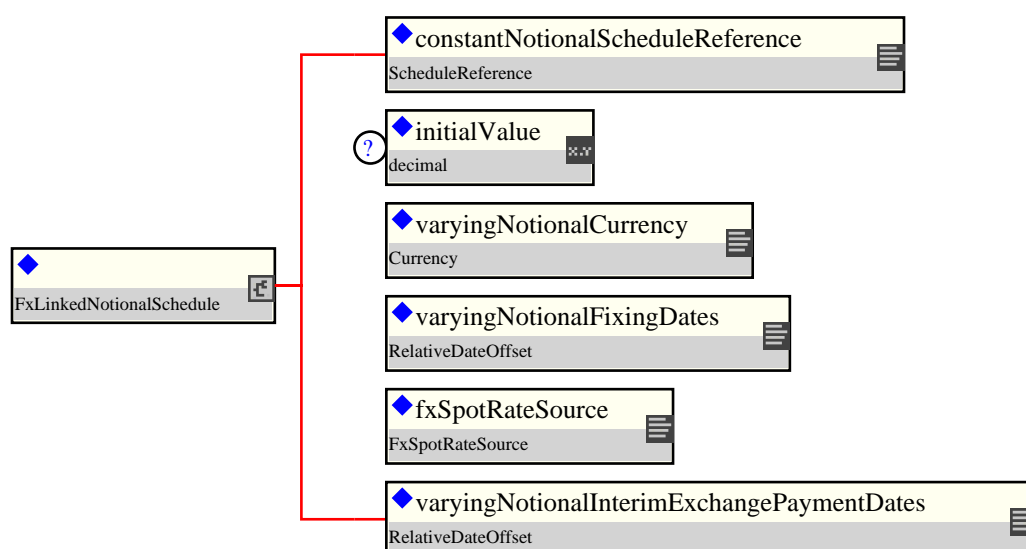 constantNotionalScheduleReference
ScheduleReference
?
initialValue
x.y
decimal
varyingNotionalCurrency
Currency
FxLinkedNotionalSchedule
varyingNotionalFixingDates
RelativeDateOffset
fxSpotRateSource
FxSpotRateSource
varyingNotionalInterimExchangePaymentDates
RelativeDateOffset